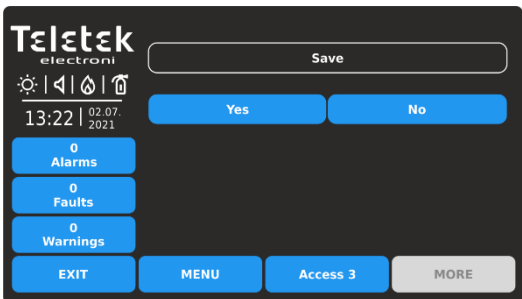 Teletek
electroni
Save
13:22 | 02.07.
2021
Yes No
0
Alarms
0
Faults
0
Warnings
EXIT MENU Access 3 MORE